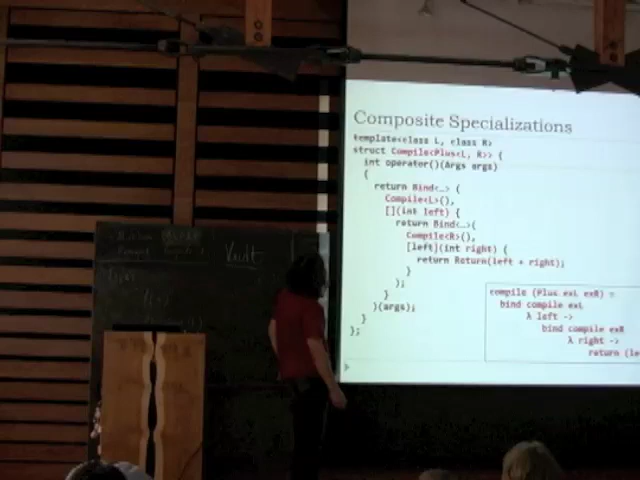 Composite Specializations
template<class L, class R>
struct Compile<Plus<L, R>> {
int operator()(Args args)
{
return Bind<…> (
Compile<L>(),
[](int left) {
return Bind<…>(
Compile<R>(),
[left](int right) {
return Return(left + right);
}
);
}
)(args);
}
};
compile (Plus exL exR) =
bind compile exL
λ left ->
bind compile exR
λ right ->
return (le